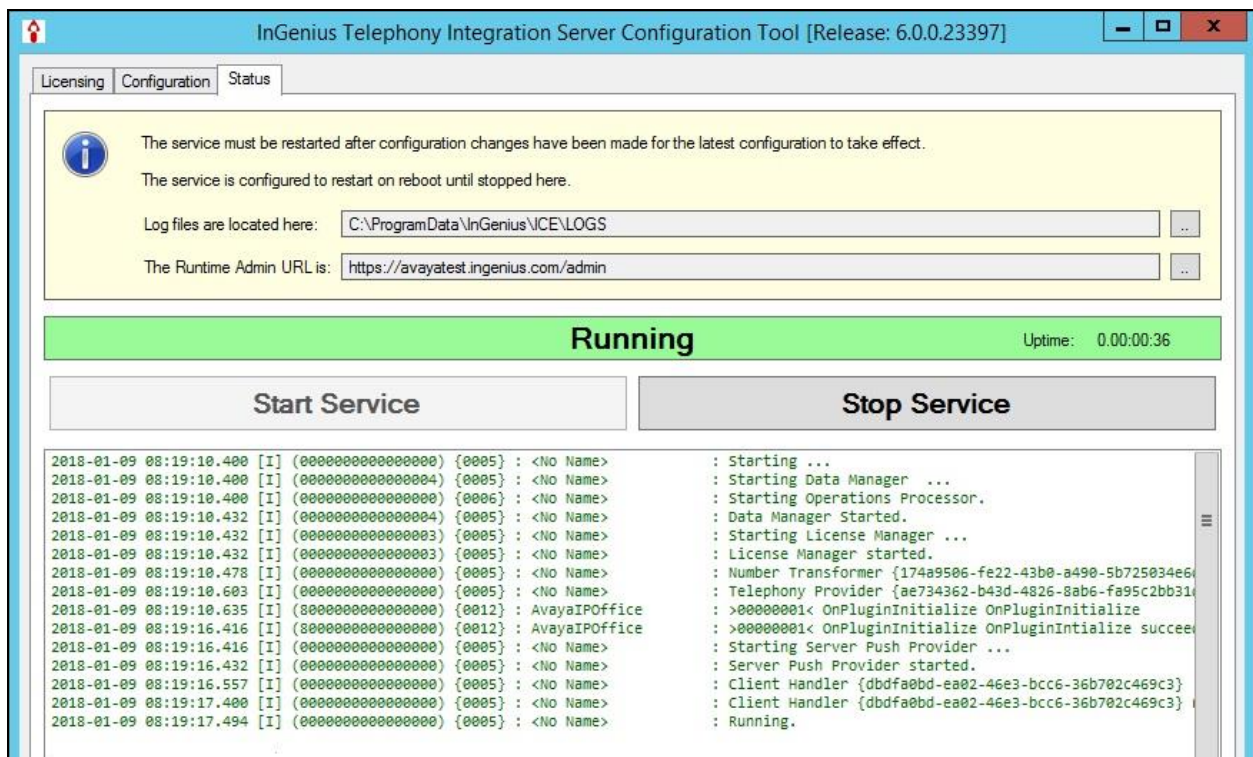 InGenius Telephony Integration Server Configuration Tool [Release: 6.0.0.23397]
Licensing Configuration Status
The service must be restarted after configuration changes have been made for the latest configuration to take effect.
The service is configured to restart on reboot until stopped here.
Log files are located here: C:\ProgramData\InGenius\ICE\LOGS ..
The Runtime Admin URL is: https://avayatest.ingenius.com/admin ..
Running Uptime: 0.00:00:36
Start Service Stop Service
2018-01-09 08:19:10.400 [I] (0000000000000000) {0005} : <No Name> : Starting ...
2018-01-09 08:19:10.400 [I] (0000000000000004) {0005} : <No Name> : Starting Data Manager ...
2018-01-09 08:19:10.400 [I] (0000000000000000) {0006} : <No Name> : Starting Operations Processor.
2018-01-09 08:19:10.432 [I] (0000000000000004) {0005} : <No Name> : Data Manager Started.
2018-01-09 08:19:10.432 [I] (0000000000000003) {0005} : <No Name> : Starting License Manager ...
2018-01-09 08:19:10.432 [I] (0000000000000003) {0005} : <No Name> : License Manager started.
2018-01-09 08:19:10.478 [I] (0000000000000000) {0005} : <No Name> : Number Transformer {174a9506-fe22-43b0-a490-5b725034e6
2018-01-09 08:19:10.603 [I] (0000000000000000) {0005} : <No Name> : Telephony Provider {ae734362-b43d-4826-8ab6-fa95c2bb31
2018-01-09 08:19:10.635 [I] (8000000000000000) {0012} : AvayaIPOffice : >00000001< OnPluginInitialize OnPluginInitialize
2018-01-09 08:19:16.416 [I] (8000000000000000) {0012} : AvayaIPOffice : >00000001< OnPluginInitialize OnPluginIntialize succee
2018-01-09 08:19:16.416 [I] (0000000000000000) {0005} : <No Name> : Starting Server Push Provider ...
2018-01-09 08:19:16.432 [I] (0000000000000000) {0005} : <No Name> : Server Push Provider started.
2018-01-09 08:19:16.557 [I] (0000000000000000) {0005} : <No Name> : Client Handler {dbdfa0bd-ea02-46e3-bcc6-36b702c469c3}
2018-01-09 08:19:17.400 [I] (0000000000000000) {0005} : <No Name> : Client Handler {dbdfa0bd-ea02-46e3-bcc6-36b702c469c3}
2018-01-09 08:19:17.494 [I] (0000000000000000) {0005} : <No Name> : Running.